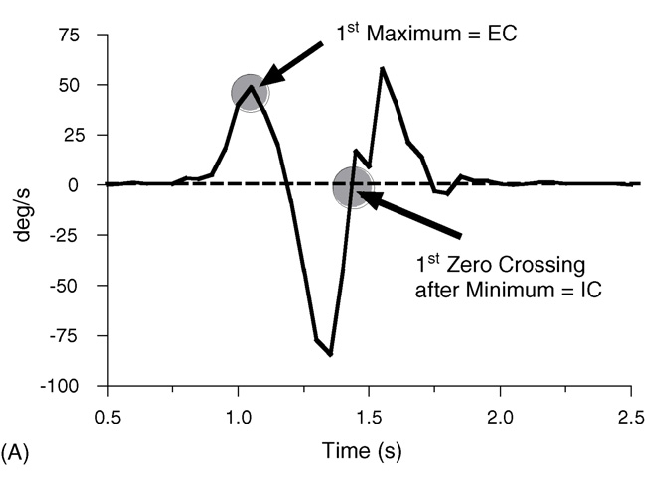 75
1st Maximum = EC
50
25
0
deg/s
-25
1st Zero Crossing
after Minimum = IC
-50
-75
-100
0.5 1.0 1.5 2.0 2.5
(A) Time (s)